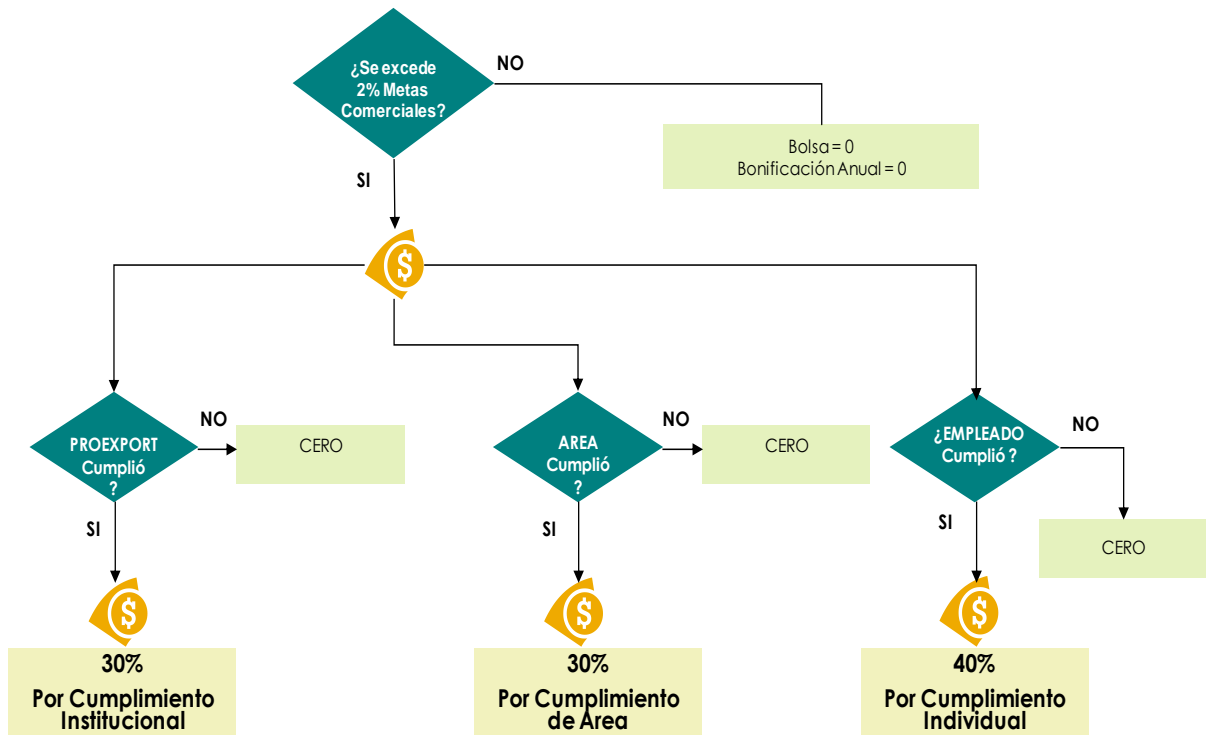 ¿Se excede
2% Metas
Comerciales?
NO
Bolsa = 0
Bonificación Anual = 0
SI
$
PROEXPORT
Cumplió
?
NO
CERO
SI
$
30%
Por Cumplimiento
Institucional
AREA
Cumplió
?
NO
CERO
SI
$
30%
Por Cumplimiento
de Area
¿EMPLEADO
Cumplió ?
NO
CERO
SI
$
40%
Por Cumplimiento
Individual